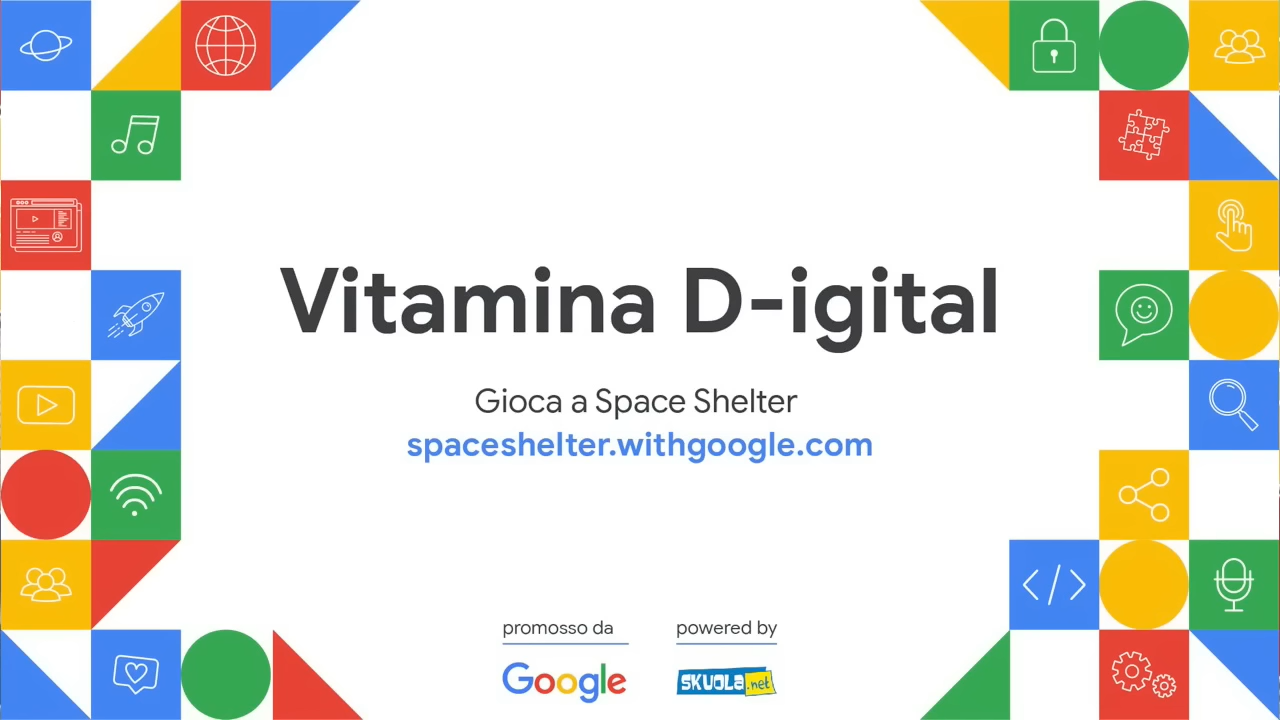 Vitamina D-igital
Gioca a Space Shelter
spaceshelter.withgoogle.com
promosso da
Google
powered by
SKUOLA.net